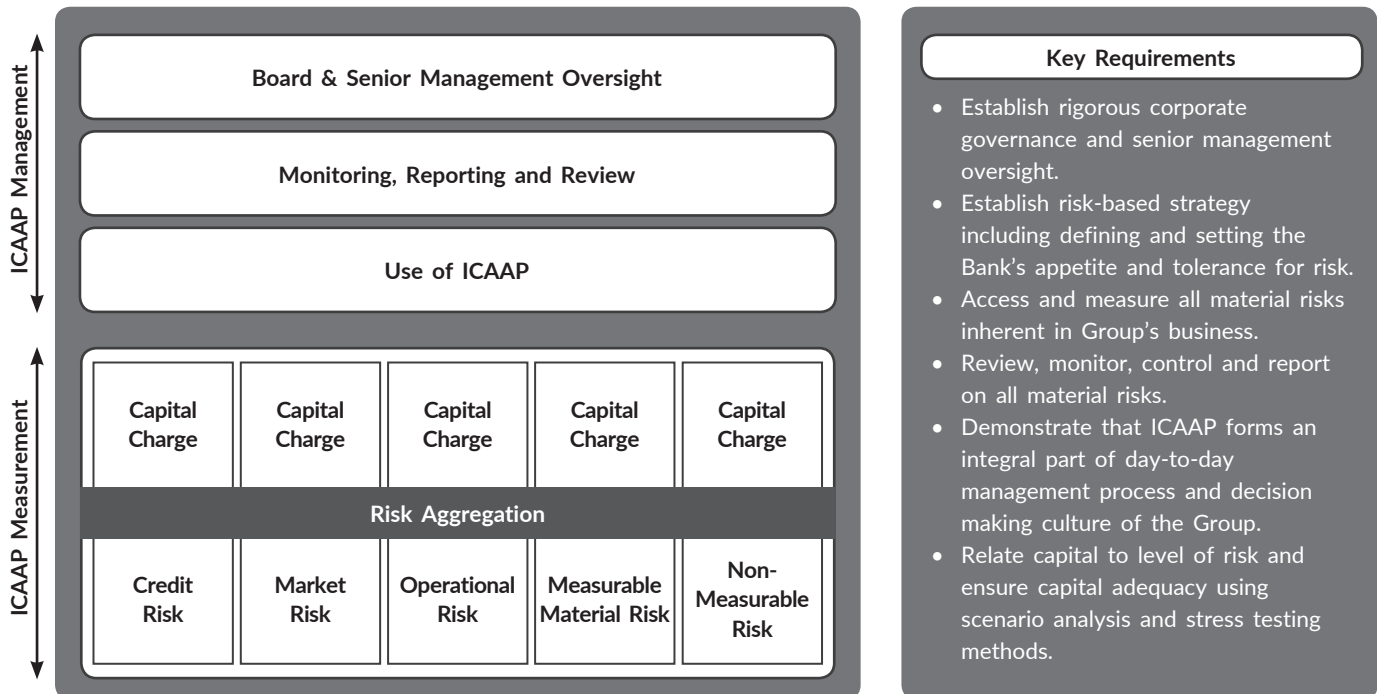 ICAAP Management
Board & Senior Management Oversight
Monitoring, Reporting and Review
Use of ICAAP
ICAAP Measurement
Capital
Charge
Capital
Charge
Capital
Charge
Capital
Charge
Capital
Charge
Risk Aggregation
Credit
Risk
Market
Risk
Operational
Risk
Measurable
Material Risk
Non-
Measurable
Risk
Key Requirements
• Establish rigorous corporate
governance and senior management
oversight.
• Establish risk-based strategy
including defining and setting the
Bank's appetite and tolerance for risk.
• Access and measure all material risks
inherent in Group's business.
• Review, monitor, control and report
on all material risks.
• Demonstrate that ICAAP forms an
integral part of day-to-day
management process and decision
making culture of the Group.
• Relate capital to level of risk and
ensure capital adequacy using
scenario analysis and stress testing
methods.